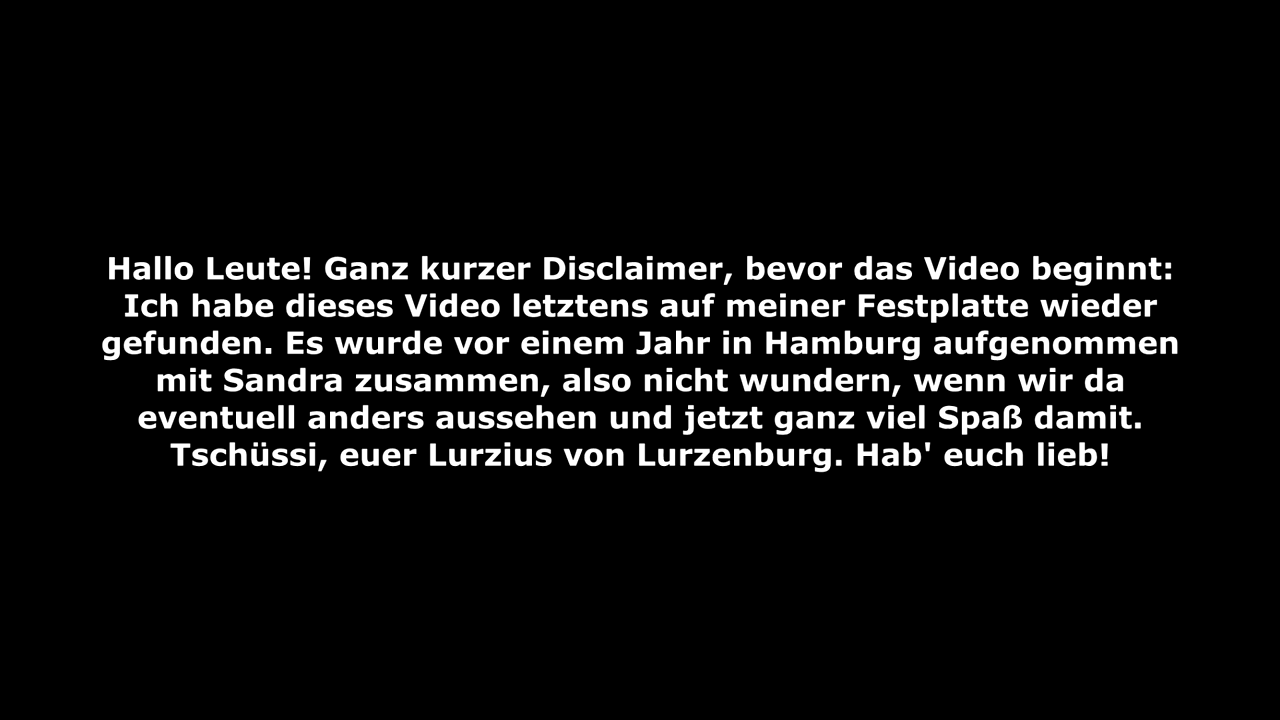 Hallo Leute! Ganz kurzer Disclaimer, bevor das Video beginnt:
Ich habe dieses Video letztens auf meiner Festplatte wieder
gefunden. Es wurde vor einem Jahr in Hamburg aufgenommen
mit Sandra zusammen, also nicht wundern, wenn wir da
eventuell anders aussehen und jetzt ganz viel Spaß damit.
Tschüssi, euer Lurzius von Lurzenburg. Hab' euch lieb!